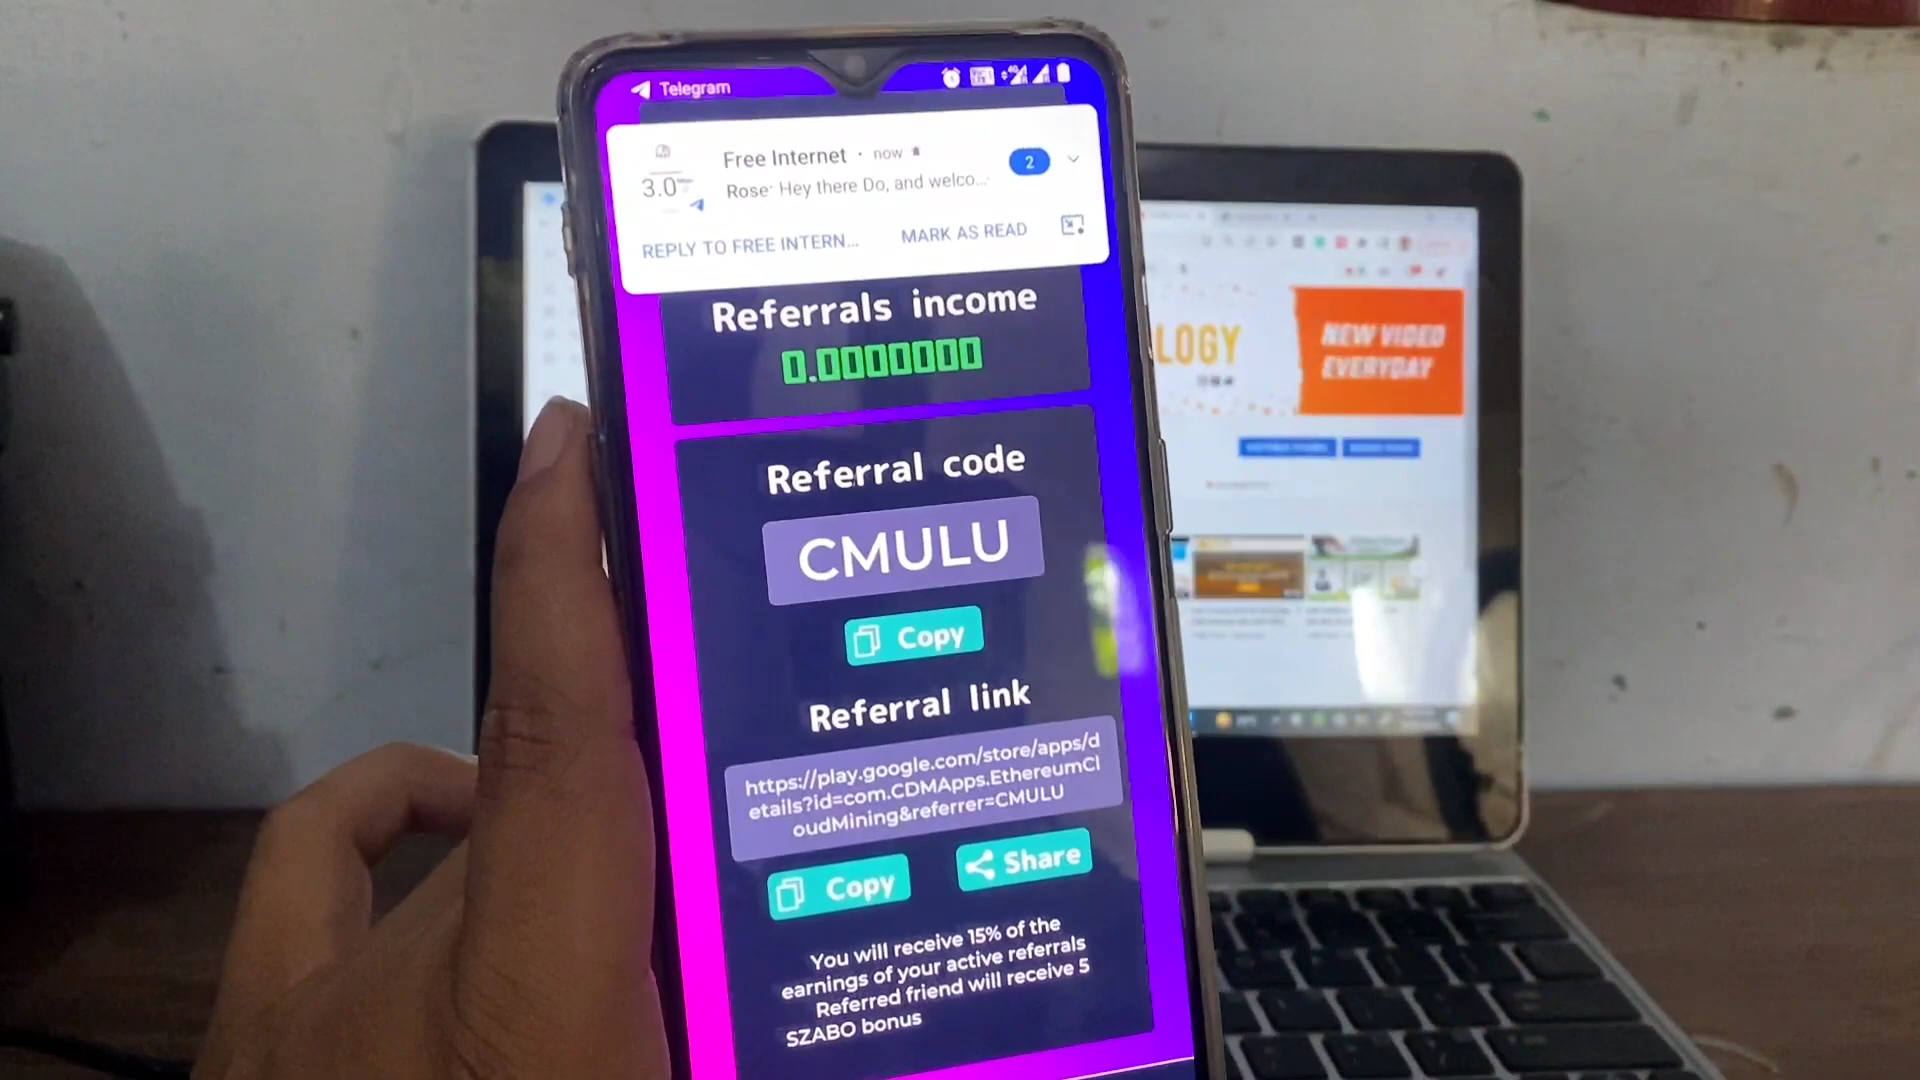 Telegram
Free Internet · now
3.0
Rose: Hey there Do, and welco...
2
REPLY TO FREE INTERN...
MARK AS READ
Referrals income
0.0000000
Referral code
CMULU
Copy
Referral link
https://play.google.com/store/apps/d
etails?id=com.CDMApps.EthereumCl
oudMining&referrer=CMULU
Copy
Share
You will receive 15% of the
earnings of your active referrals
Referred friend will receive 5
SZABO bonus
LOGY
NEW VIDEO
EVERYDAY